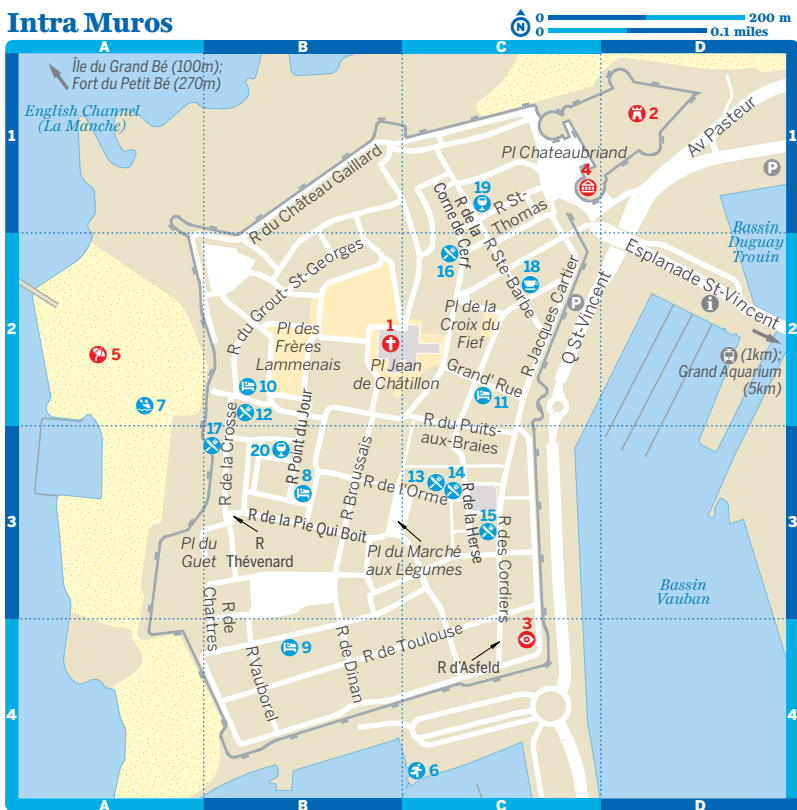 Intra Muros
N
0 200 m
0 0.1 miles
A B C D
Île du Grand Bé (100m);
Fort du Petit Bé (270m)
English Channel
(La Manche)
1 1
2
Av Pasteur
Pl Chateaubriand
4
P
R du Château Gaillard
19
R St-
Thomas
R de la
Corne de Cerf
16
R Ste-Barbe
18
Bassin
Duguay
Trouin
Esplanade St-Vincent
P
i
R du Grout-St-Georges
R Jacques Cartier
Q St-Vincent
2 2
1
Pl de la
Croix du
Fief
Pl des
Frères
Lammenais
Pl Jean
de Châtillon
5
(1km);
Grand Aquarium
(5km)
Grand' Rue
10
11
7
12
R du Puits-
aux-Braies
17
R de la Crosse
20
R Point du Jour
R Broussais
8
13
14
R de l'Orme
R de la Herse
15
R des Cordiers
3 3
R de la Pie Qui Boit
Pl du
Guet
R
Thévenard
Pl du Marché
aux Légumes
Bassin
Vauban
R de
Chartres
3
9
R de Toulouse
R d'Asfeld
R Vauborel
R de Dinan
4 4
6
A B C D